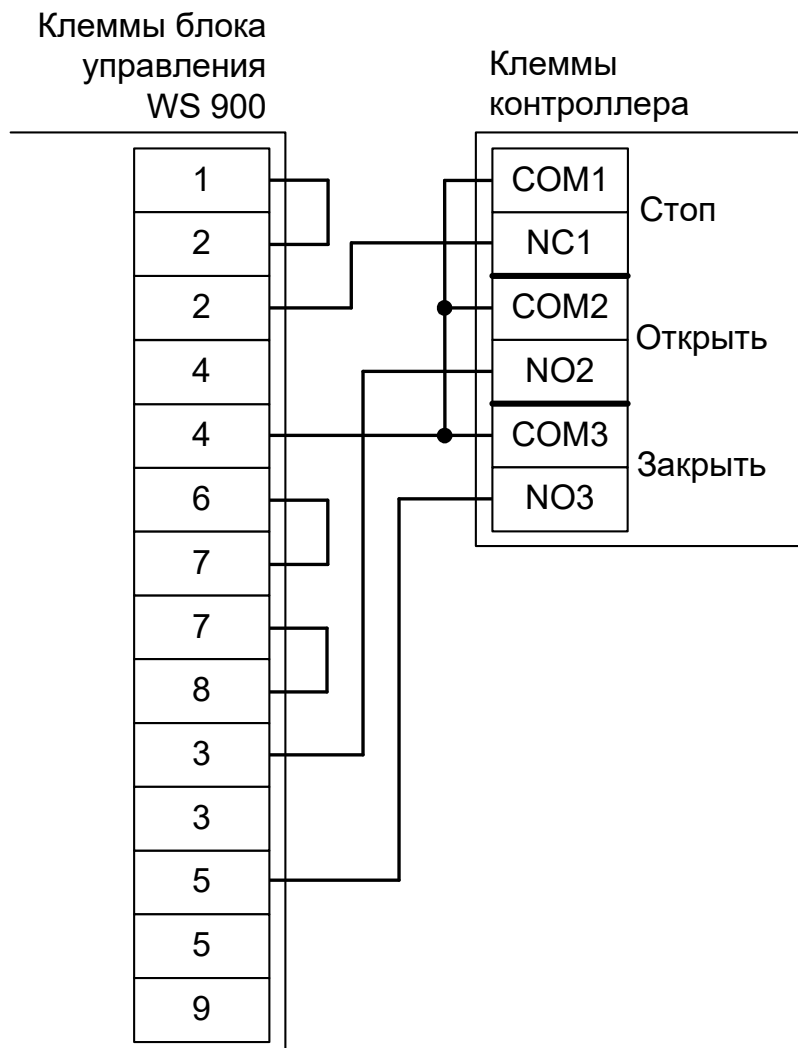 Клеммы блока
управления
WS 900
1
2
2
4
4
6
7
7
8
3
3
5
5
9
Клеммы
контроллера
COM1
NC1
Стоп
COM2
NO2
Открыть
COM3
NO3
Закрыть